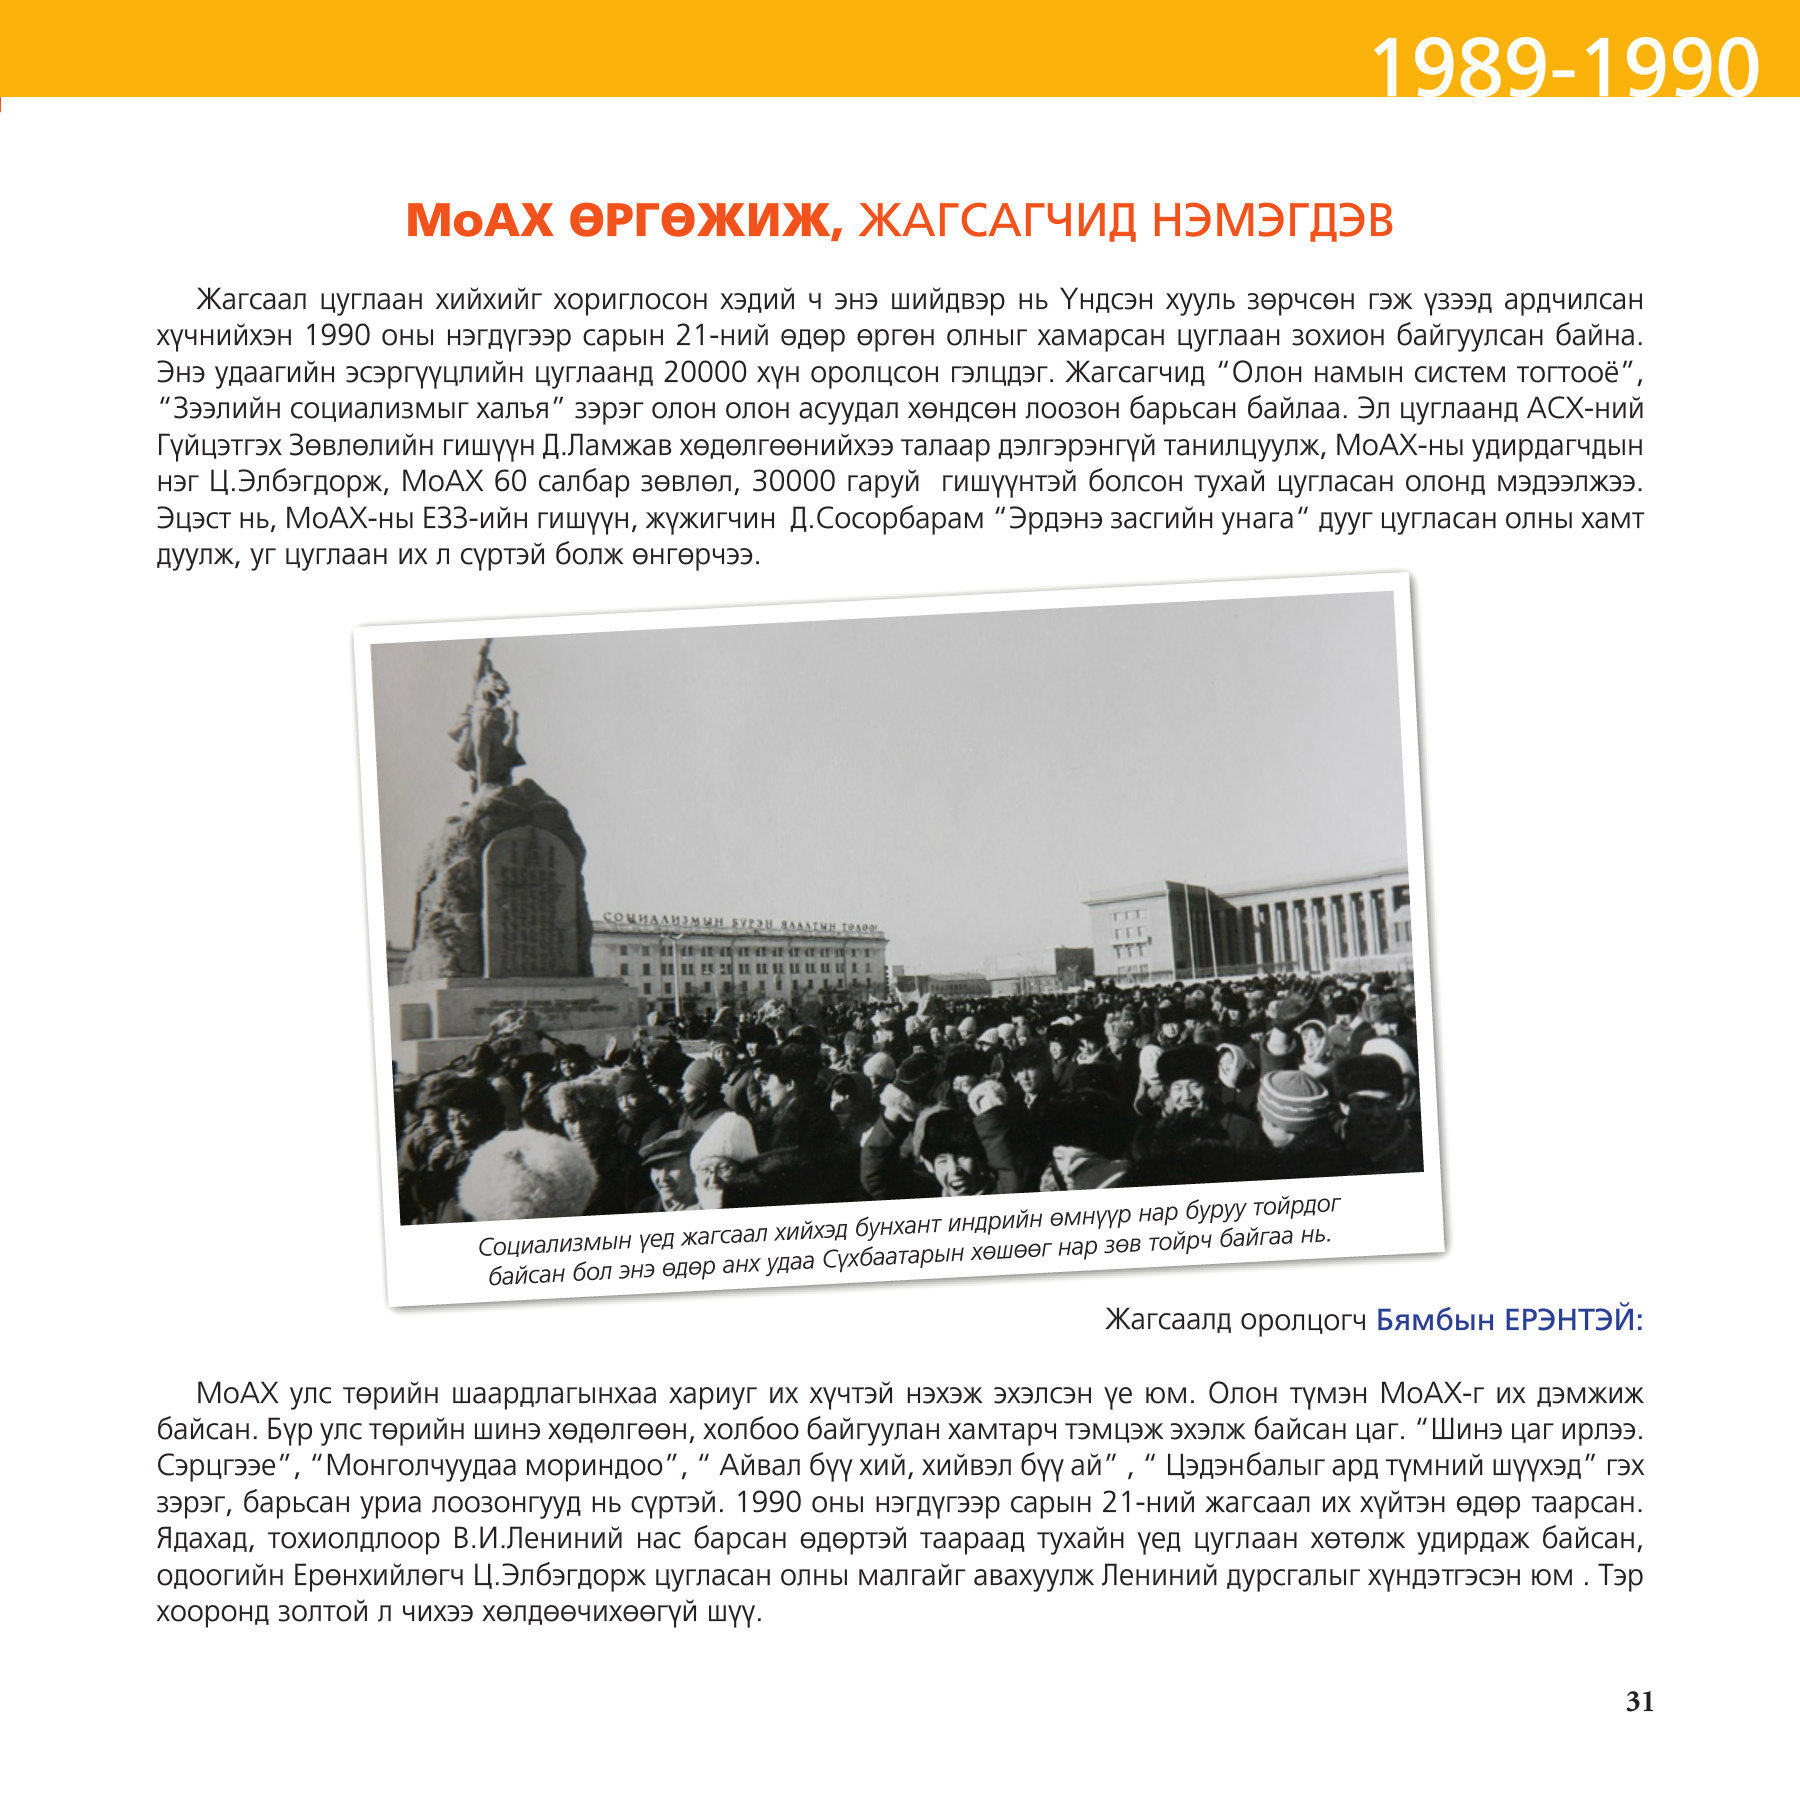 1989-1990
МоАХ ӨРГӨЖИЖ, ЖАГСАГЧИД НЭМЭГДЭВ
Жагсаал цуглаан хийхийг хориглосон хэдий ч энэ шийдвэр нь Үндсэн хууль зөрчсөн гэж үзээд ардчилсан
хүчнийхэн 1990 оны нэгдүгээр сарын 21-ний өдөр өргөн олныг хамарсан цуглаан зохион байгуулсан байна.
Энэ удаагийн эсэргүүцлийн цуглаанд 20000 хүн оролцсон гэлцдэг. Жагсагчид “Олон намын систем тогтооё”,
“Зээлийн социализмыг халъя” зэрэг олон олон асуудал хөндсөн лоозон барьсан байлаа. Эл цуглаанд АСХ-ний
Гүйцэтгэх Зөвлөлийн гишүүн Д.Ламжав хөдөлгөөнийхээ талаар дэлгэрэнгүй танилцуулж, МоАХ-ны удирдагчдын
нэг Ц.Элбэгдорж, МоАХ 60 салбар зөвлөл, 30000 гаруй гишүүнтэй болсон тухай цугласан олонд мэдээлжээ.
Эцэст нь, МоАХ-ны ЕЗЗ-ийн гишүүн, жүжигчин Д.Сосорбарам “Эрдэнэ засгийн унага“ дууг цугласан олны хамт
дуулж, уг цуглаан их л сүртэй болж өнгөрчээ.
СОЦИАЛИЗМЫН БҮРЭН ЯЛАЛТЫН ТӨЛӨӨ!
Социализмын үед жагсаал хийхэд бунхант индрийн өмнүүр нар буруу тойрдог
байсан бол энэ өдөр анх удаа Сүхбаатарын хөшөөг нар зөв тойрч байгаа нь.
Жагсаалд оролцогч Бямбын ЕРЭНТЭЙ:
МоАХ улс төрийн шаардлагынхаа хариуг их хүчтэй нэхэж эхэлсэн үе юм. Олон түмэн МоАХ-г их дэмжиж
байсан. Бүр улс төрийн шинэ хөдөлгөөн, холбоо байгуулан хамтарч тэмцэж эхэлж байсан цаг. “Шинэ цаг ирлээ.
Сэрцгээе”, “Монголчуудаа мориндоо”, “ Айвал бүү хий, хийвэл бүү ай” , “ Цэдэнбалыг ард түмний шүүхэд” гэх
зэрэг, барьсан уриа лоозонгууд нь сүртэй. 1990 оны нэгдүгээр сарын 21-ний жагсаал их хүйтэн өдөр таарсан.
Ядахад, тохиолдлоор В.И.Лениний нас барсан өдөртэй таараад тухайн үед цуглаан хөтөлж удирдаж байсан,
одоогийн Ерөнхийлөгч Ц.Элбэгдорж цугласан олны малгайг авахуулж Лениний дурсгалыг хүндэтгэсэн юм . Тэр
хооронд золтой л чихээ хөлдөөчихөөгүй шүү.
31